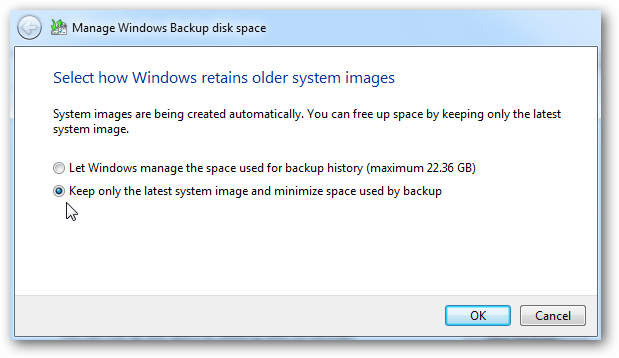 Manage Windows Backup disk space
Select how Windows retains older system images
System images are being created automatically. You can free up space by keeping only the latest
system image.
Let Windows manage the space used for backup history (maximum 22.36 GB)
Keep only the latest system image and minimize space used by backup
OK
Cancel